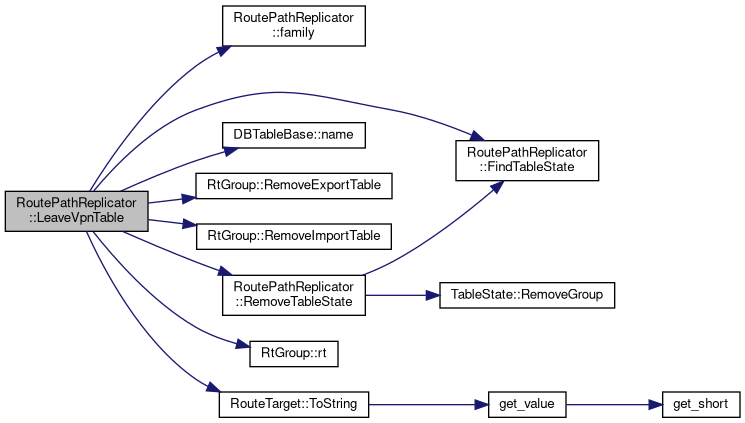 RoutePathReplicator
::family
DBTableBase::name
RoutePathReplicator
::FindTableState
RtGroup::RemoveExportTable
RoutePathReplicator
::LeaveVpnTable
RtGroup::RemoveImportTable
RoutePathReplicator
::RemoveTableState
TableState::RemoveGroup
RtGroup::rt
RouteTarget::ToString
get_value
get_short